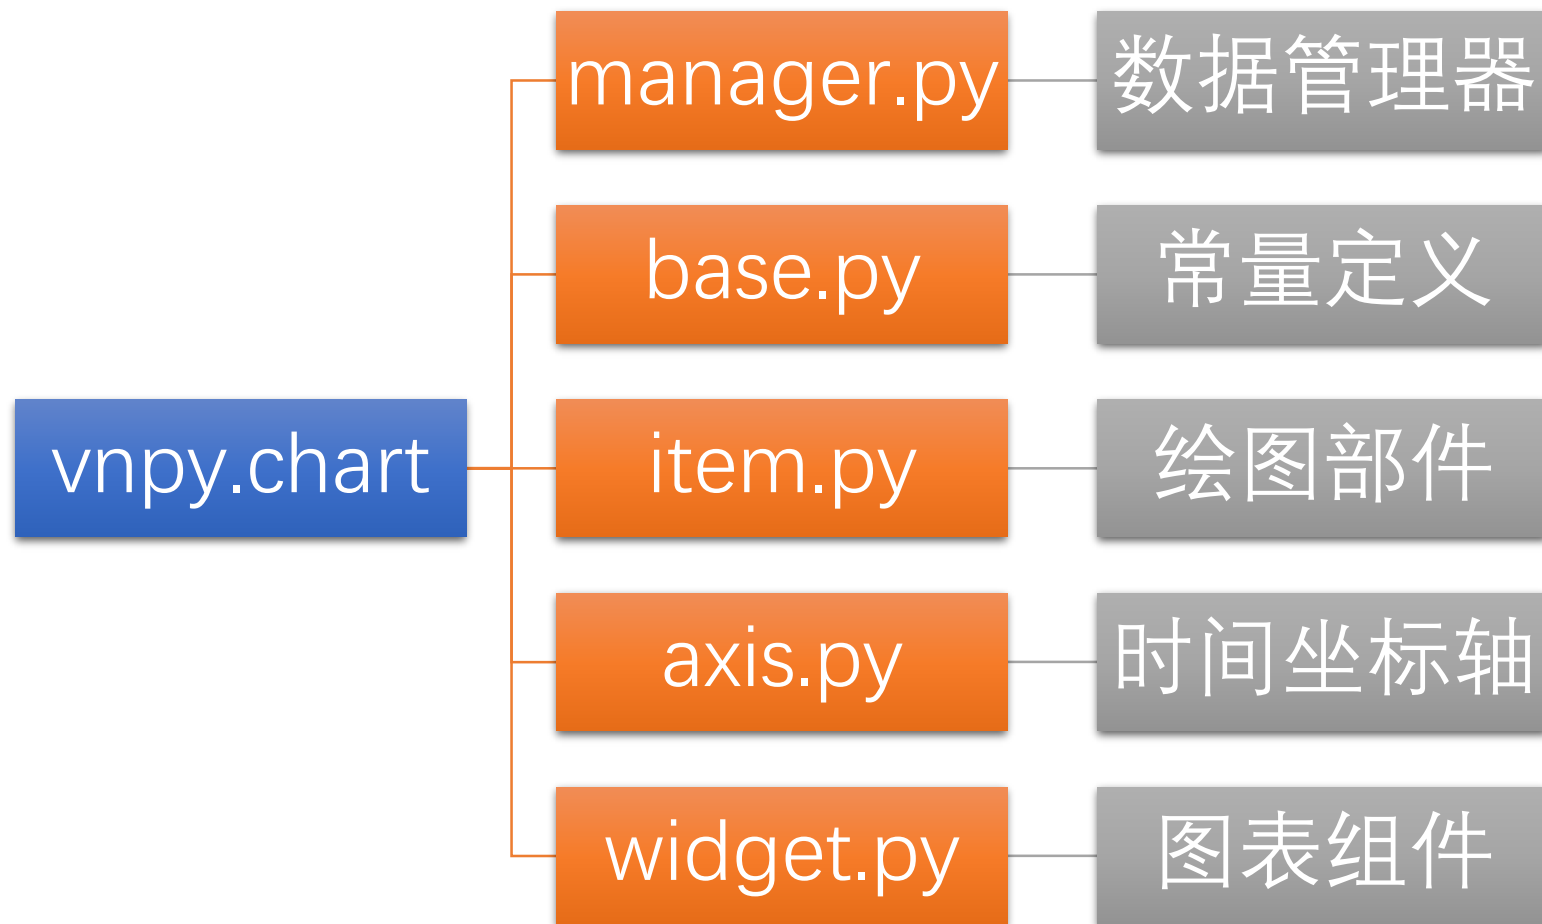 manager.py
数据管理器
base.py
常量定义
vnpy.chart
item.py
绘图部件
axis.py
时间坐标轴
widget.py
图表组件